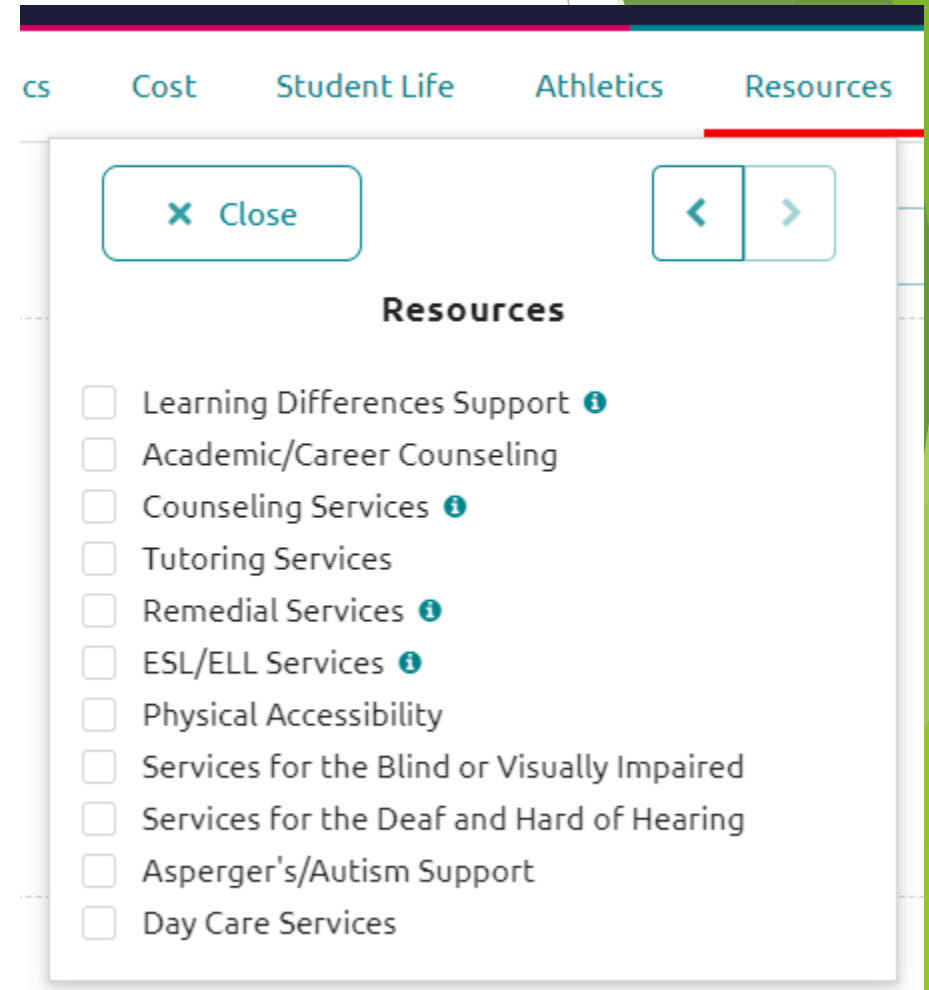 cs Cost Student Life Athletics Resources
Close
Resources
Learning Differences Support
Academic/Career Counseling
Counseling Services
Tutoring Services
Remedial Services
ESL/ELL Services
Physical Accessibility
Services for the Blind or Visually Impaired
Services for the Deaf and Hard of Hearing
Asperger's/Autism Support
Day Care Services